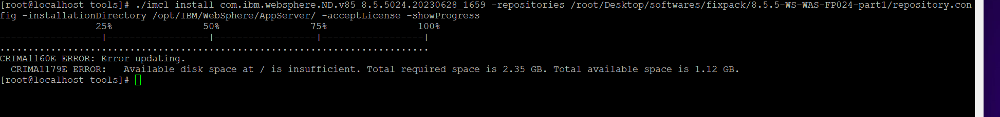 [root@localhost tools]# ./imcl install com.ibm.websphere.ND.v85_8.5.5024.20230628_1659 -repositories /root/Desktop/softwares/fixpack/8.5.5-WS-WAS-FP024-part1/repository.con
fig -installationDirectory /opt/IBM/WebSphere/AppServer/ -acceptLicense -showProgress
                 25%                50%                75%                100%
------------------|------------------|------------------|------------------|
............................................................................
CRIMA1160E ERROR: Error updating.
  CRIMA1179E ERROR:   Available disk space at / is insufficient. Total required space is 2.35 GB. Total available space is 1.12 GB.
[root@localhost tools]#